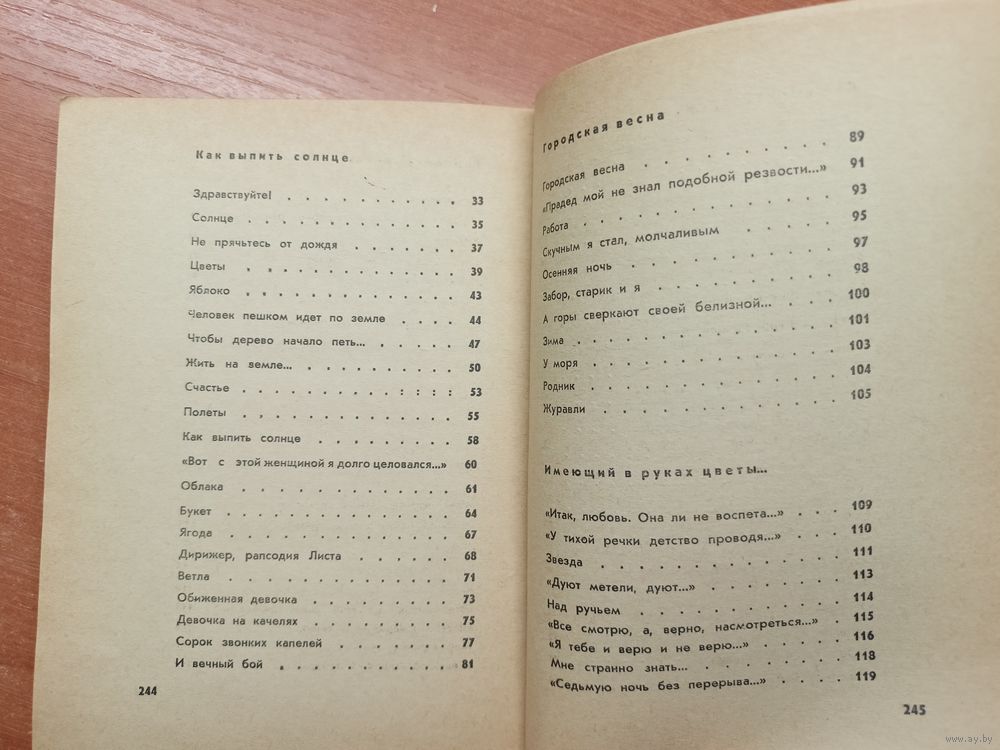 Как выпить солнце
Здравствуйте! . . . . . . . . . . . 33
Солнце . . . . . . . . . . . . . 35
Не прячьтесь от дождя . . . . . . . 37
Цветы . . . . . . . . . . . . . 39
Яблоко . . . . . . . . . . . . . 43
Человек пешком идет по земле . . . . 44
Чтобы дерево начало петь... . . . . . 47
Жить на земле... . . . . . . . . . . 50
Счастье . . . . . . . . . : : : : 53
Полеты . . . . . . . . . . . . . 55
Как выпить солнце . . . . . . . . . 58
«Вот с этой женщиной я долго целовался...» 60
Облака . . . . . . . . . . . . . 61
Букет . . . . . . . . . . . . . 64
Ягода . . . . . . . . . . . . . 67
Дирижер, рапсодия Листа . . . . . . 68
Ветла . . . . . . . . . . . . . 71
Обиженная девочка . . . . . . . . . 73
Девочка на качелях . . . . . . . . . 75
Сорок звонких капелей . . . . . . . . 77
И вечный бой . . . . . . . . . . . 81
244
Городская весна
Городская весна . . . . . . . . . . 89
«Прадед мой не знал подобной резвости...» 91
Работа . . . . . . . . . . . . . 93
Скучным я стал, молчаливым . . . . . 95
Осенняя ночь . . . . . . . . . . . 97
Забор, старик и я . . . . . . . . . 98
А горы сверкают своей белизной... . . . 100
Зима . . . . . . . . . . . . . . 101
У моря . . . . . . . . . . . . . 103
Родник . . . . . . . . . . . . . 104
Журавли . . . . . . . . . . . . 105
Имеющий в руках цветы...
«Итак, любовь. Она ли не воспета...» . . . 109
«У тихой речки детство проводя...» . . . . 110
Звезда . . . . . . . . . . . . . 111
«Дуют метели, дуют...» . . . . . . . . 113
Над ручьем . . . . . . . . . . . 114
«Все смотрю, а, верно, насмотреться...» . . 115
«Я тебе и верю и не верю...» . . . . . 116
Мне странно знать... . . . . . . . . 118
«Седьмую ночь без перерыва...» . . . . 119
245
www.ay.by